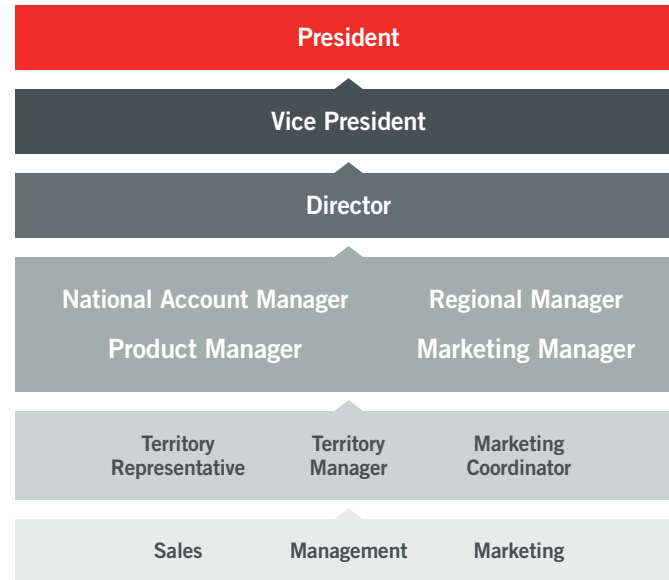 President
Vice President
Director
National Account Manager Regional Manager
Product Manager Marketing Manager
Territory Representative
Territory Manager
Marketing Coordinator
Sales Management Marketing